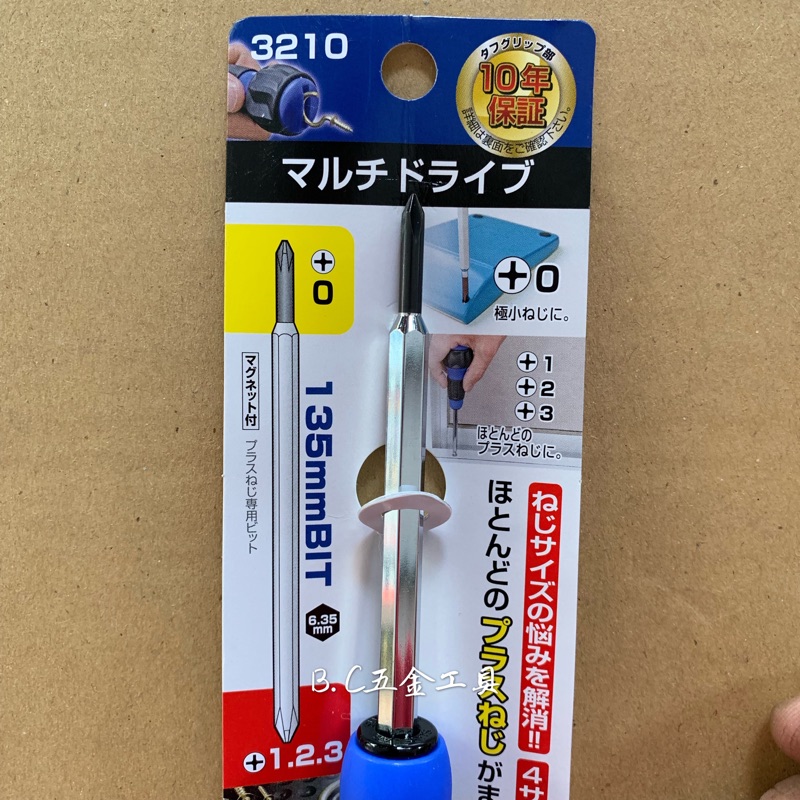 3210
タフグリップ部
10年
保証
詳細は裏面をご確認下さい。
マルチドライブ
0
0
極小ねじに。
1
2
3
ほとんどの
プラスねじに。
マグネット付
プラスねじ専用ビット
135mmBIT
6.35
mm
1.2.3
ねじサイズの悩みを解消!!
4サ
ほとんどのプラスねじがま
B.C五金工具